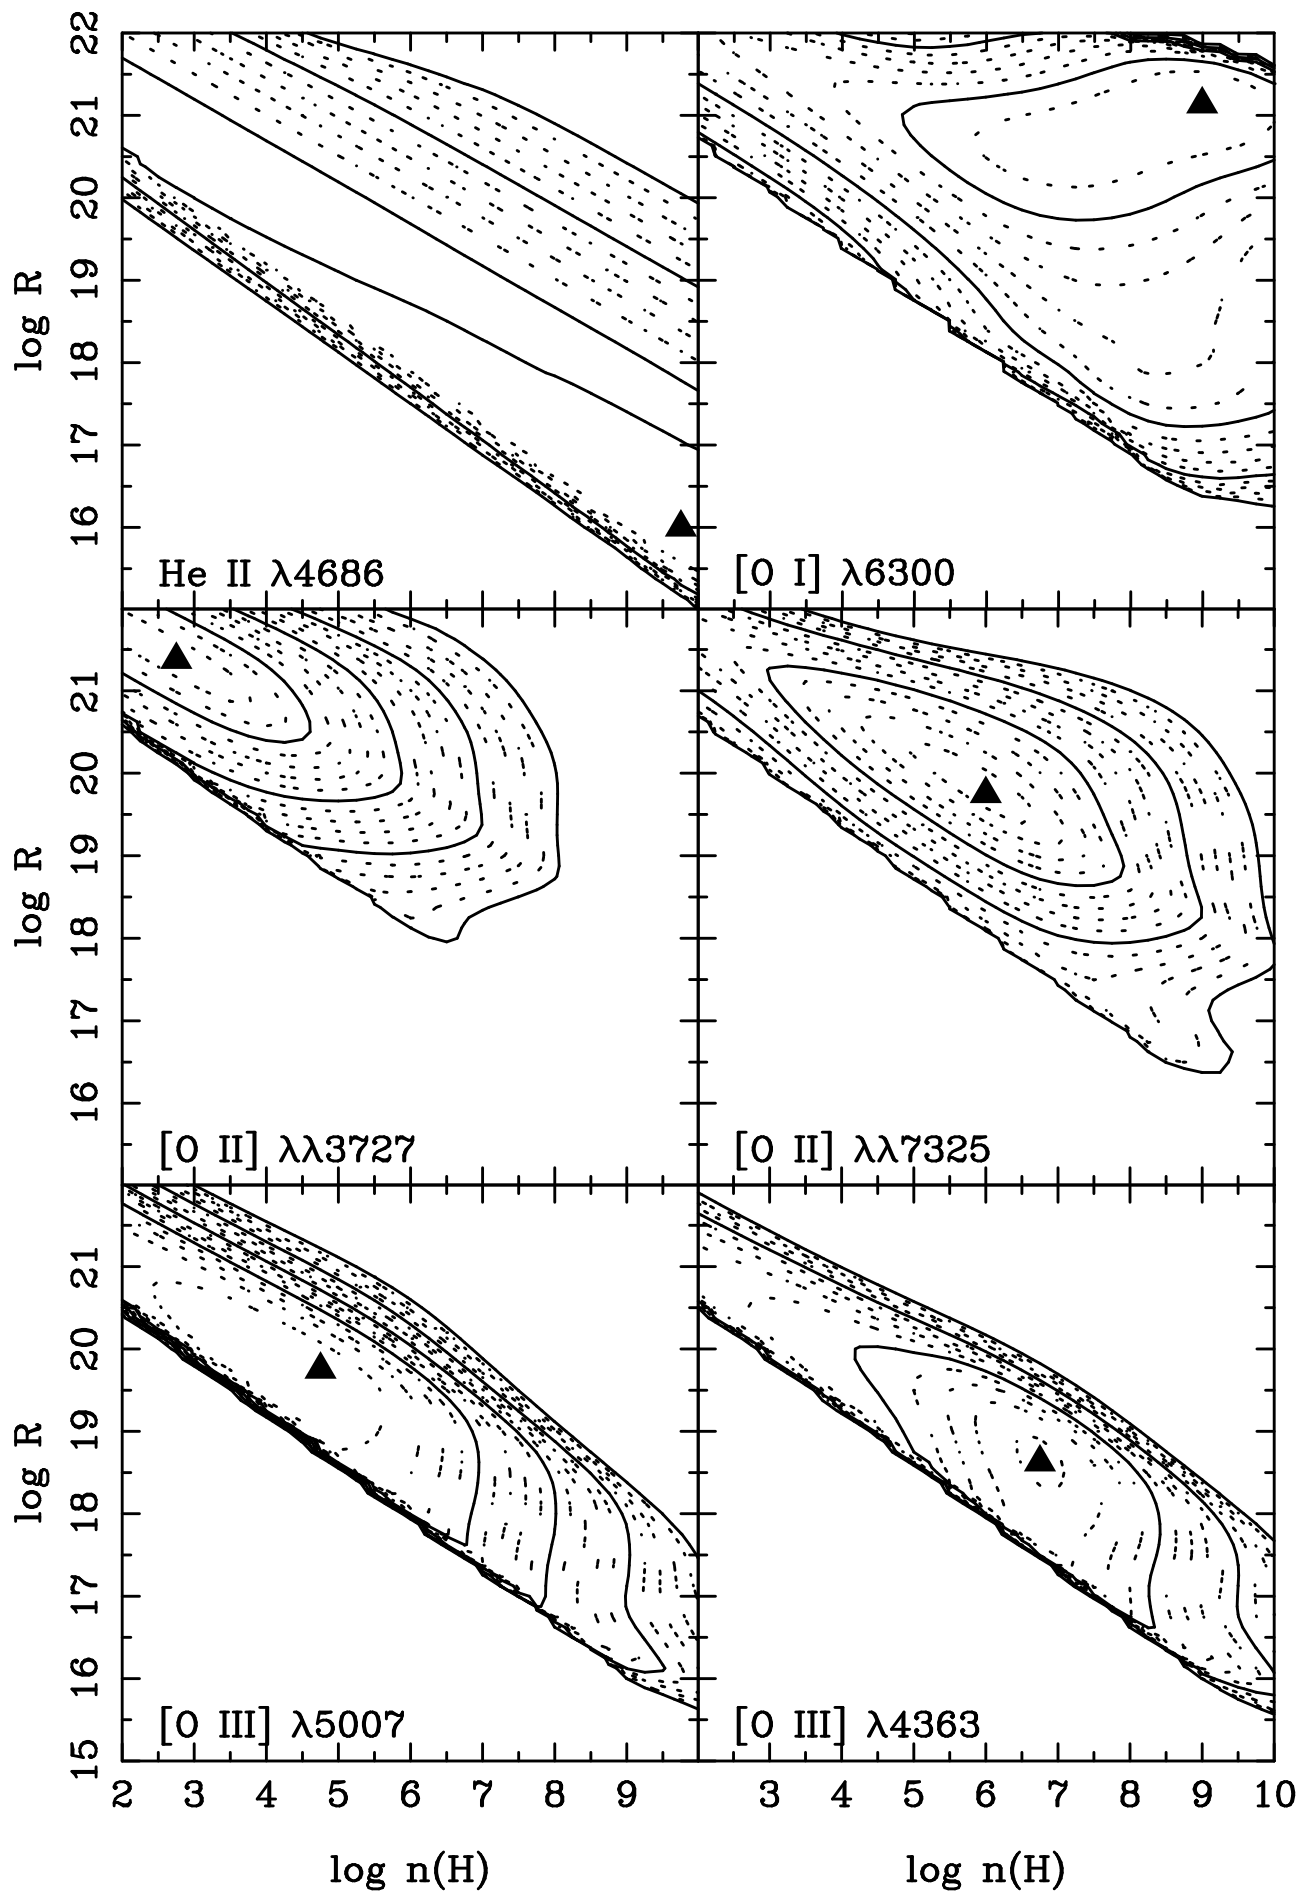 22
21
20
19
18
17
16
log R
He II λ4686
[O I] λ6300
21
20
19
18
17
16
log R
[O II] λλ3727
[O II] λλ7325
21
20
19
18
17
16
15
log R
[O III] λ5007
[O III] λ4363
2 3 4 5 6 7 8 9
3 4 5 6 7 8 9 10
log n(H)
log n(H)